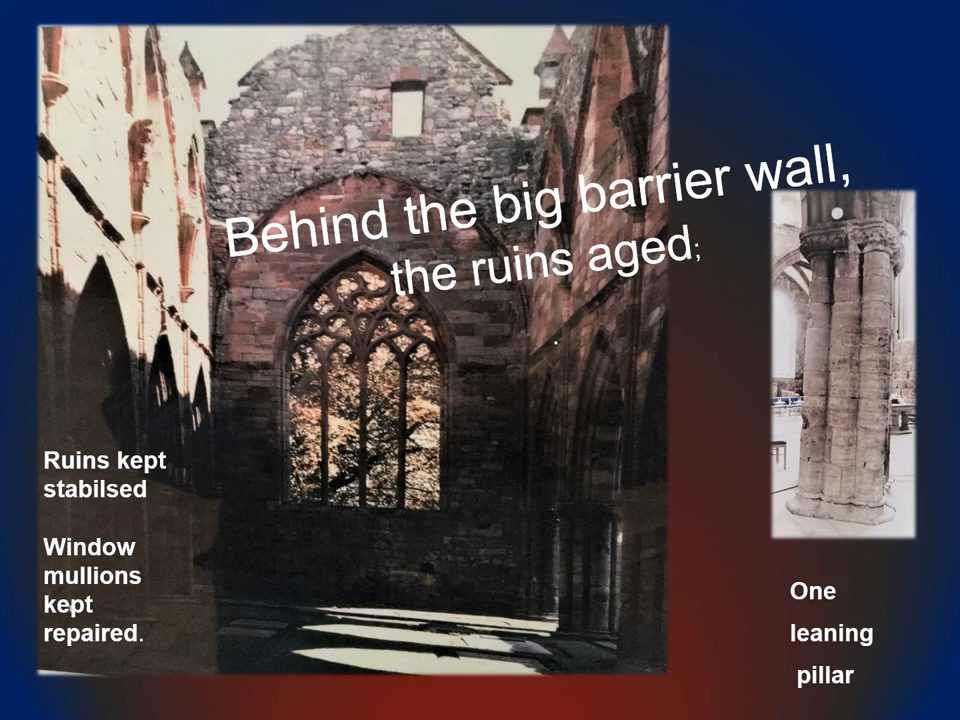 Behind the big barrier wall,
the ruins aged;
Ruins kept
stabilsed
Window
mullions
kept
repaired.
One
leaning
pillar